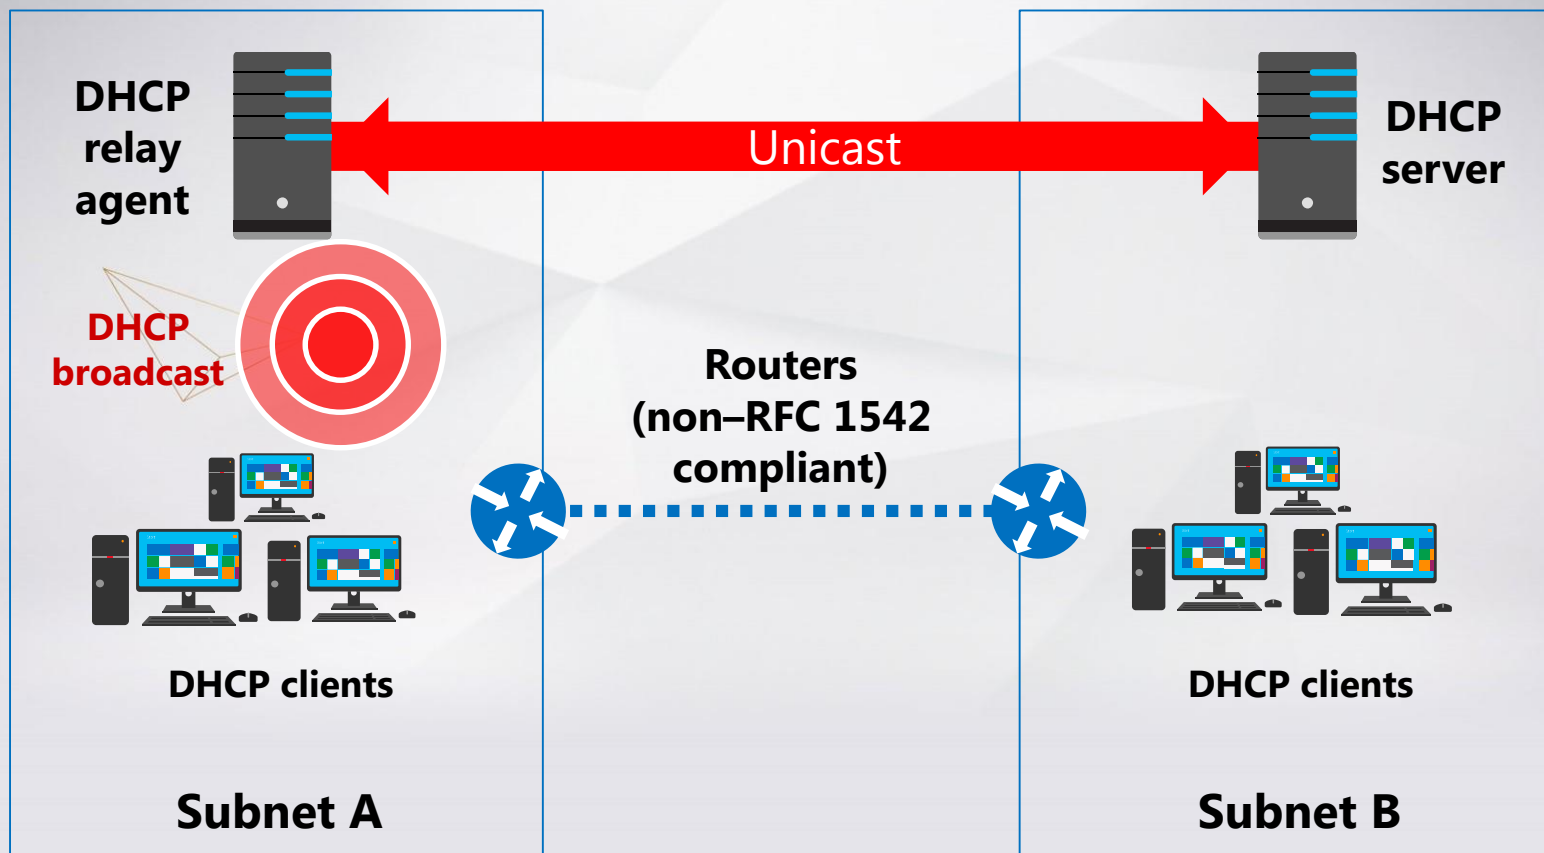 DHCP
relay
agent
Unicast
DHCP
server
DHCP
broadcast
Routers
(non–RFC 1542
compliant)
DHCP clients
DHCP clients
Subnet A
Subnet B